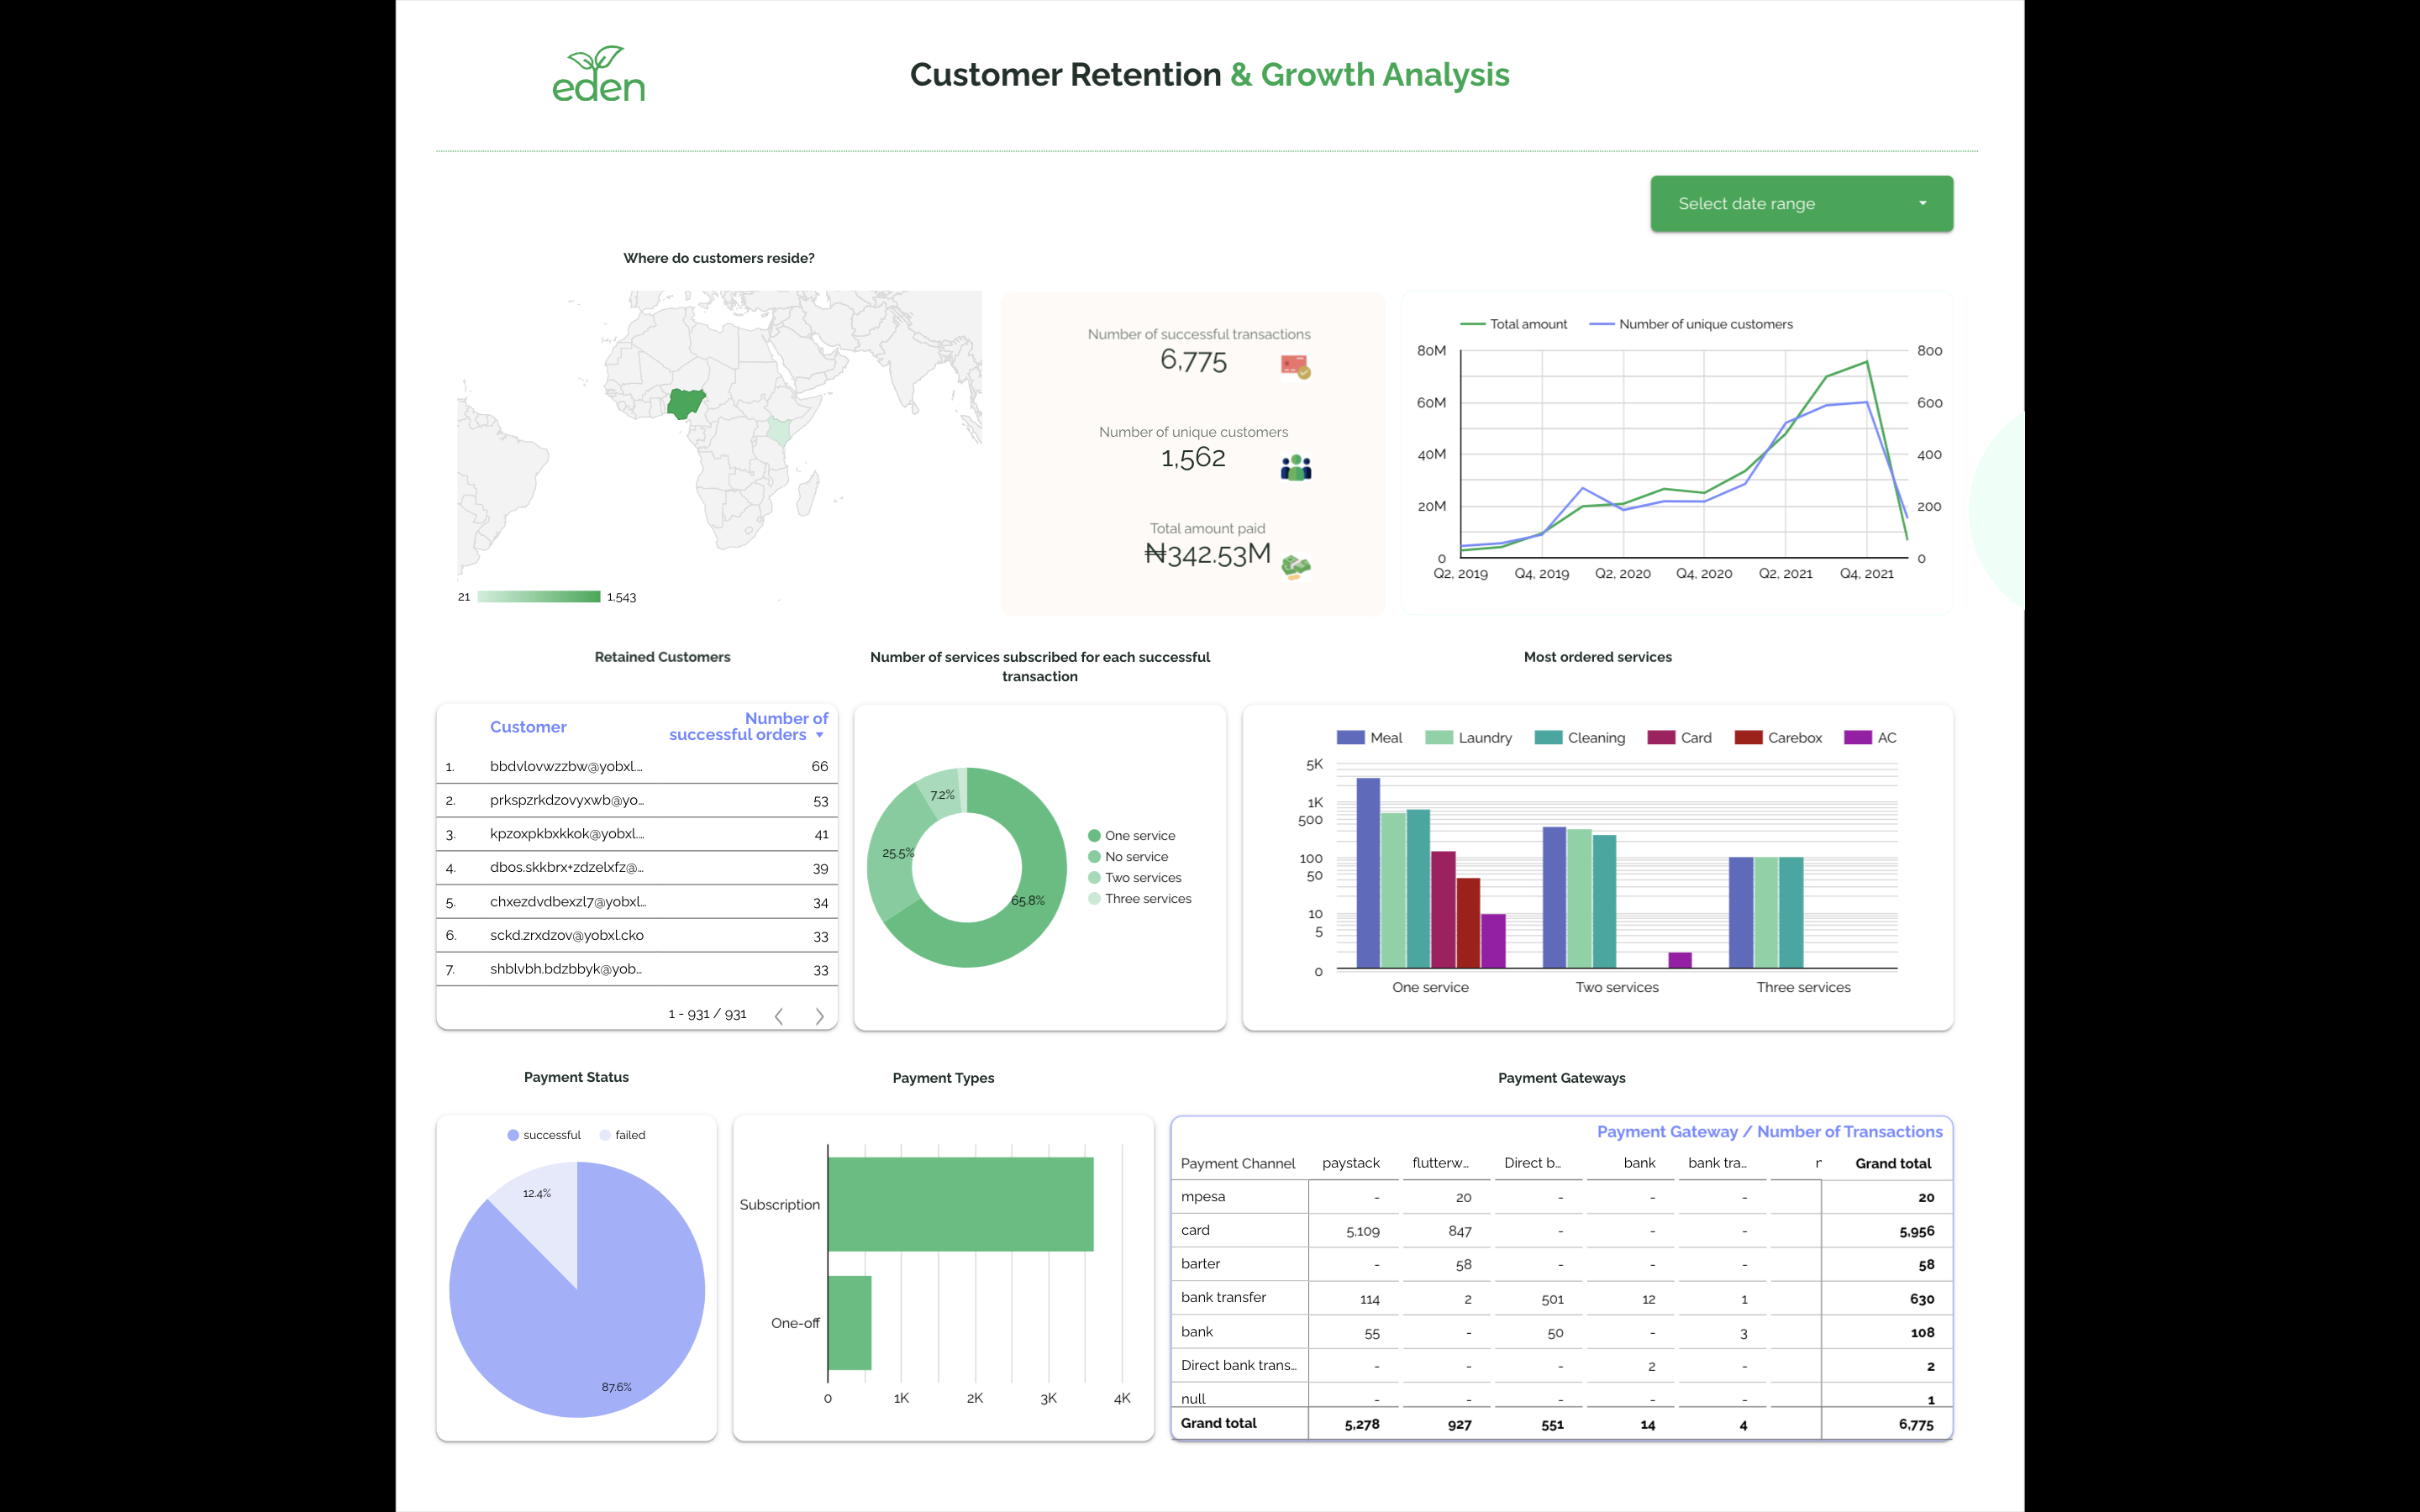 eden
Customer Retention & Growth Analysis
Select date range
Where do customers reside?
21 1,543
Number of successful transactions
6,775
Number of unique customers
1,562
Total amount paid
₦342.53M
Total amount Number of unique customers
80M 800
60M 600
40M 400
20M 200
0 0
Q2, 2019 Q4, 2019 Q2, 2020 Q4, 2020 Q2, 2021 Q4, 2021
Retained Customers
Customer Number of
successful orders
1. bbdvlovwzzbw@yobxl.… 66
2. prkspzrkdzovyxwb@yo… 53
3. kpzoxpkbxkkok@yobxl.… 41
4. dbos.skkbrx+zdzelxfz@… 39
5. chxezdvdbexzl7@yobxl… 34
6. sckd.zrxdzov@yobxl.cko 33
7. shblvbh.bdzbbyk@yob… 33
1 - 931 / 931
Number of services subscribed for each successful
transaction
7.2%
25.5%
65.8%
One service
No service
Two services
Three services
Most ordered services
Meal Laundry Cleaning Card Carebox AC
5K
1K
500
100
50
10
5
0
One service Two services Three services
Payment Status
successful failed
12.4%
87.6%
Payment Types
Subscription
One-off
0 1K 2K 3K 4K
Payment Gateways
Payment Gateway / Number of Transactions
Payment Channel paystack flutterw… Direct b… bank bank tra… Grand total
mpesa - 20 - - - 20
card 5,109 847 - - - 5,956
barter - 58 - - - 58
bank transfer 114 2 501 12 1 630
bank 55 - 50 - 3 108
Direct bank trans… - - - 2 - 2
null - - - - - 1
Grand total 5,278 927 551 14 4 6,775